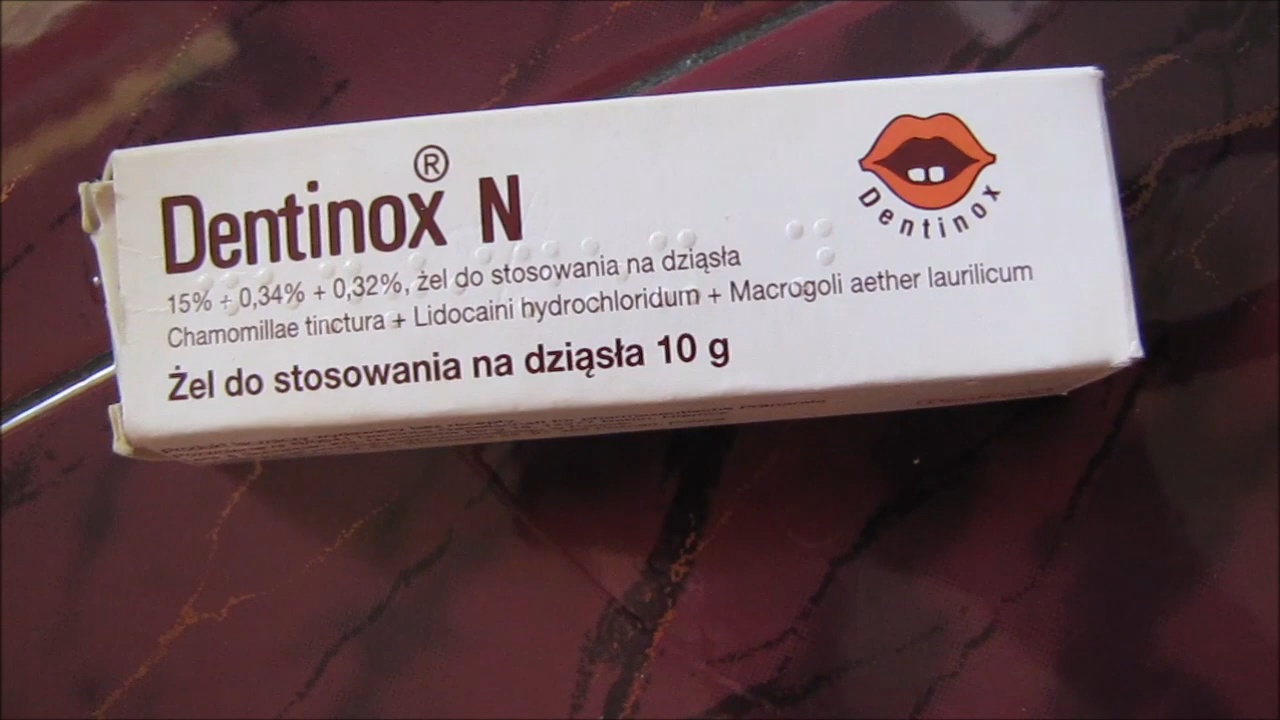 Dentinox® N
15% + 0,34% + 0,32%, żel do stosowania na dziąsła
Chamomillae tinctura + Lidocaini hydrochloridum + Macrogoli aether laurilicum
Żel do stosowania na dziąsła 10 g
Dentinox